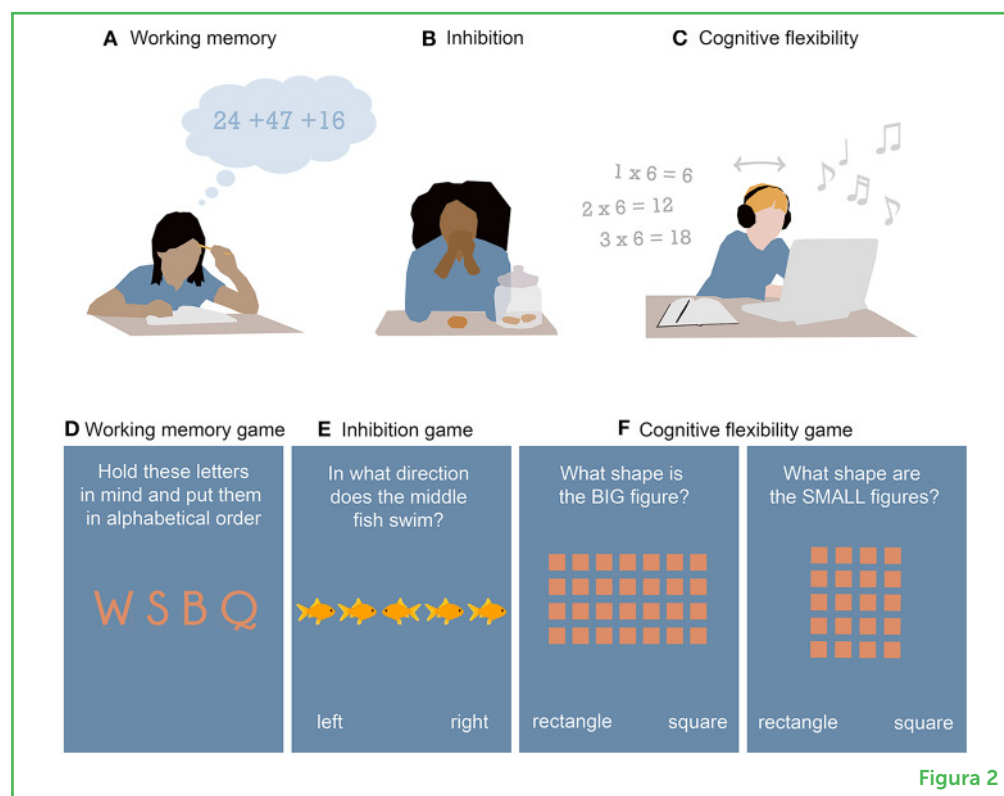 A Working memory
B Inhibition
C Cognitive flexibility
24 +47 +16
1 x 6 = 6
2 x 6 = 12
3 x 6 = 18
D Working memory game
E Inhibition game
F Cognitive flexibility game
Hold these letters
in mind and put them
in alphabetical order
W S B Q
In what direction
does the middle
fish swim?
left right
What shape is
the BIG figure?
rectangle square
What shape are
the SMALL figures?
rectangle square
Figura 2